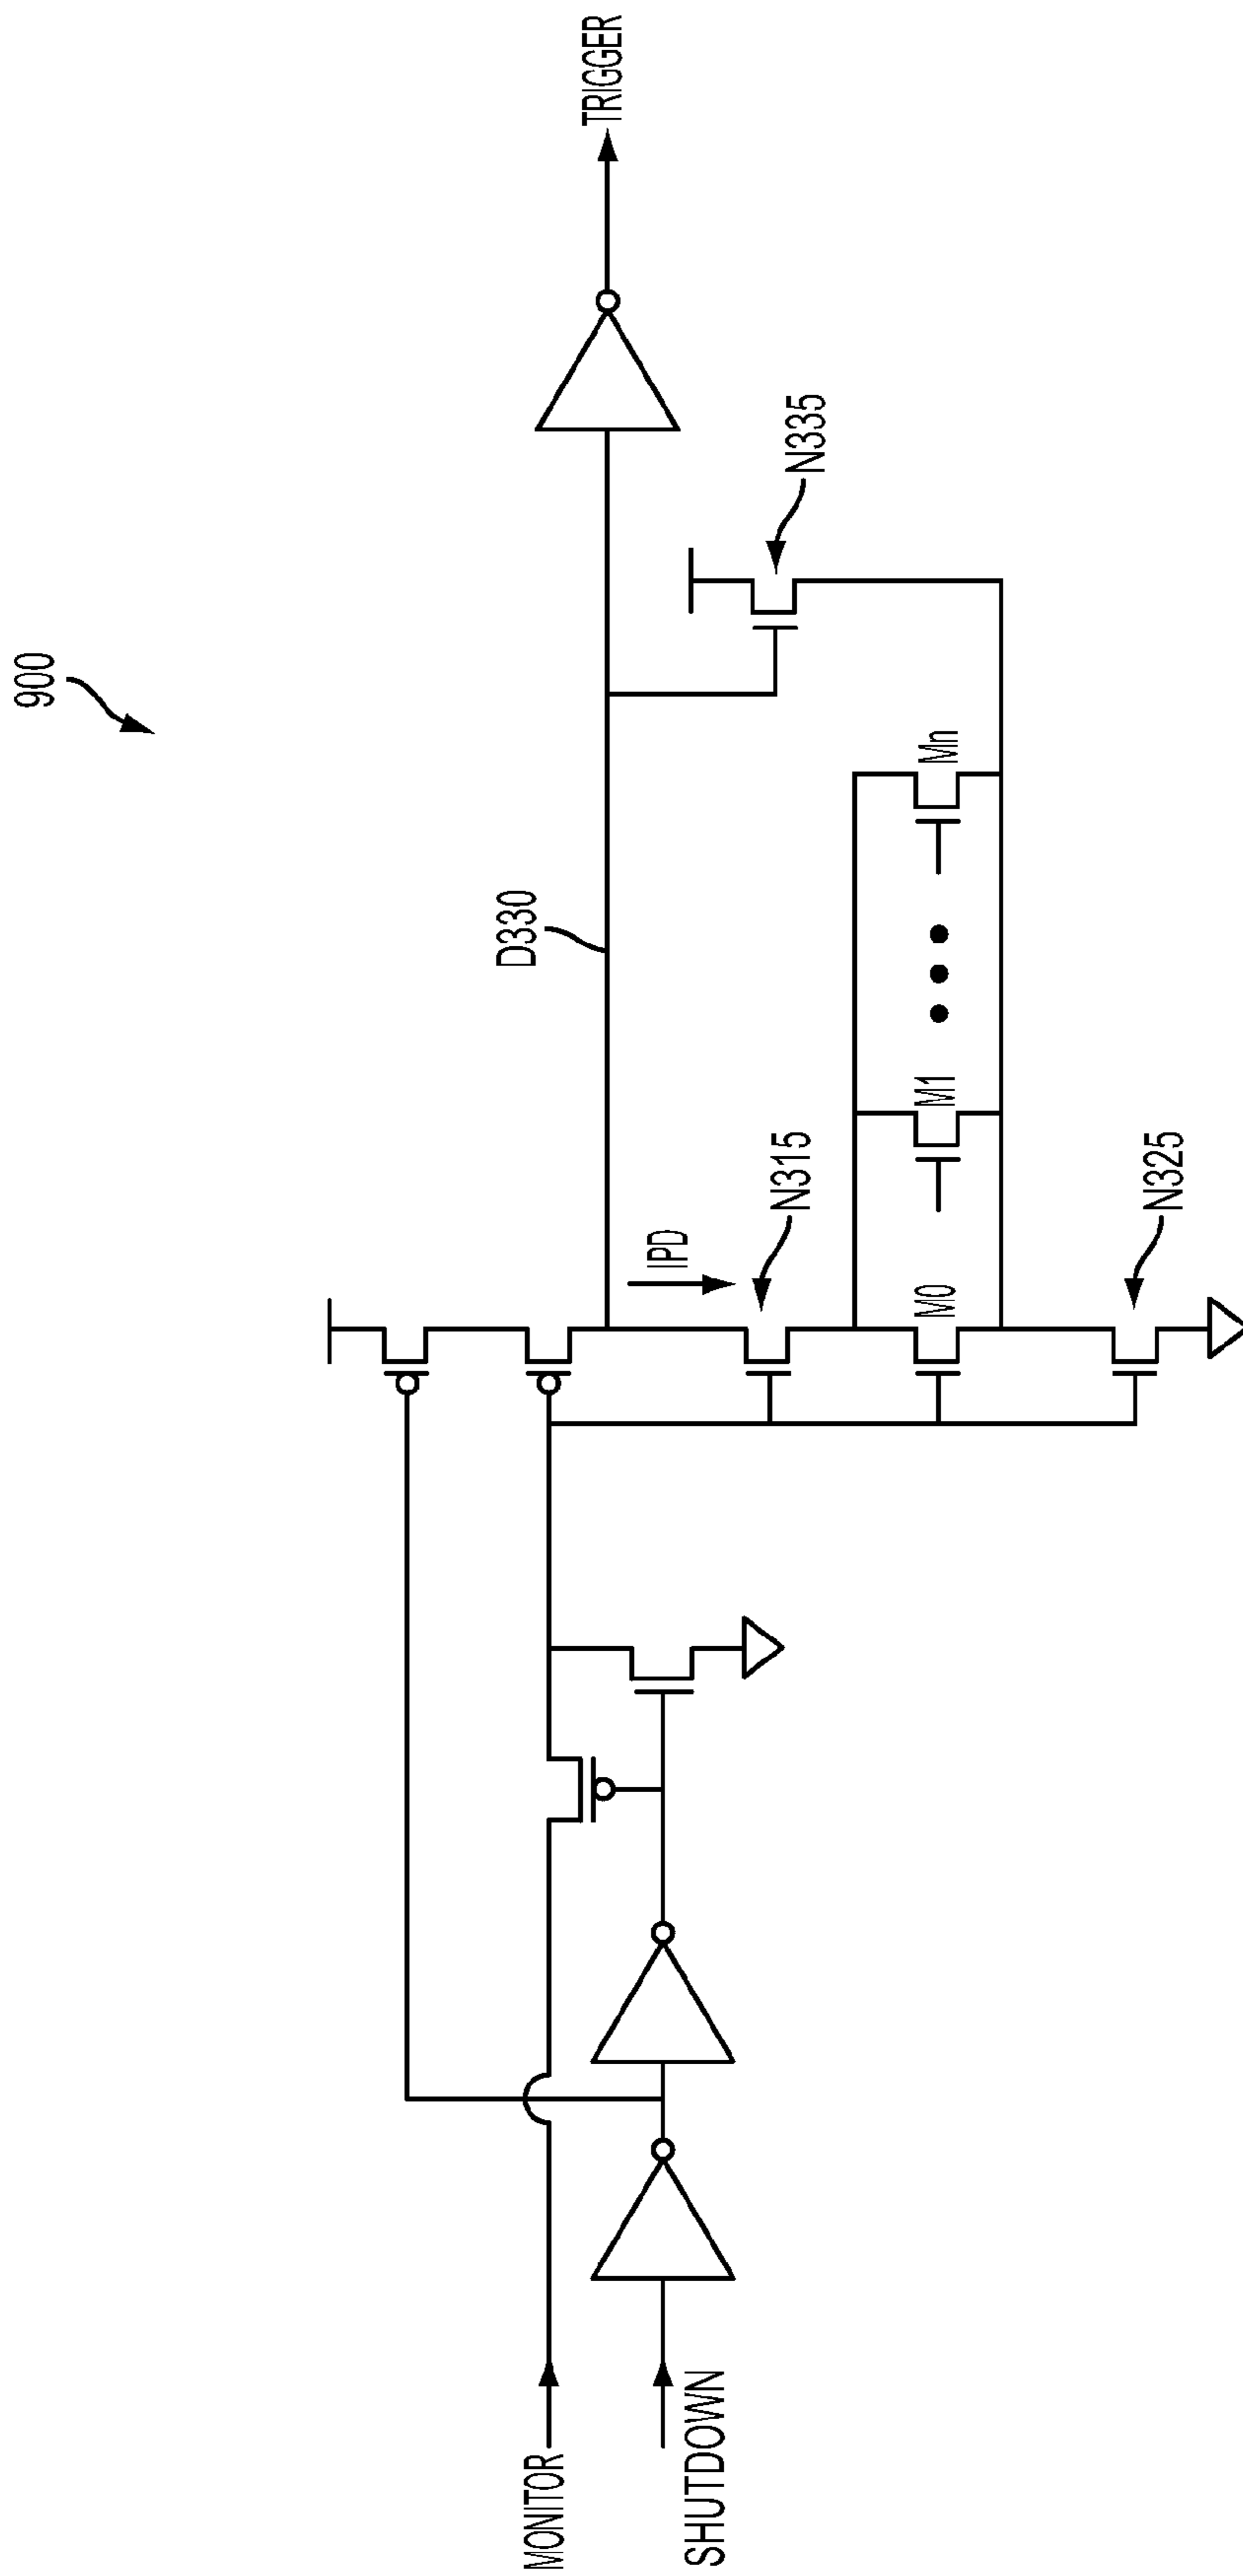 900
TRIGGER
D330
N335
IPD
N315
M0
M1
Mn
N325
MONITOR
SHUTDOWN